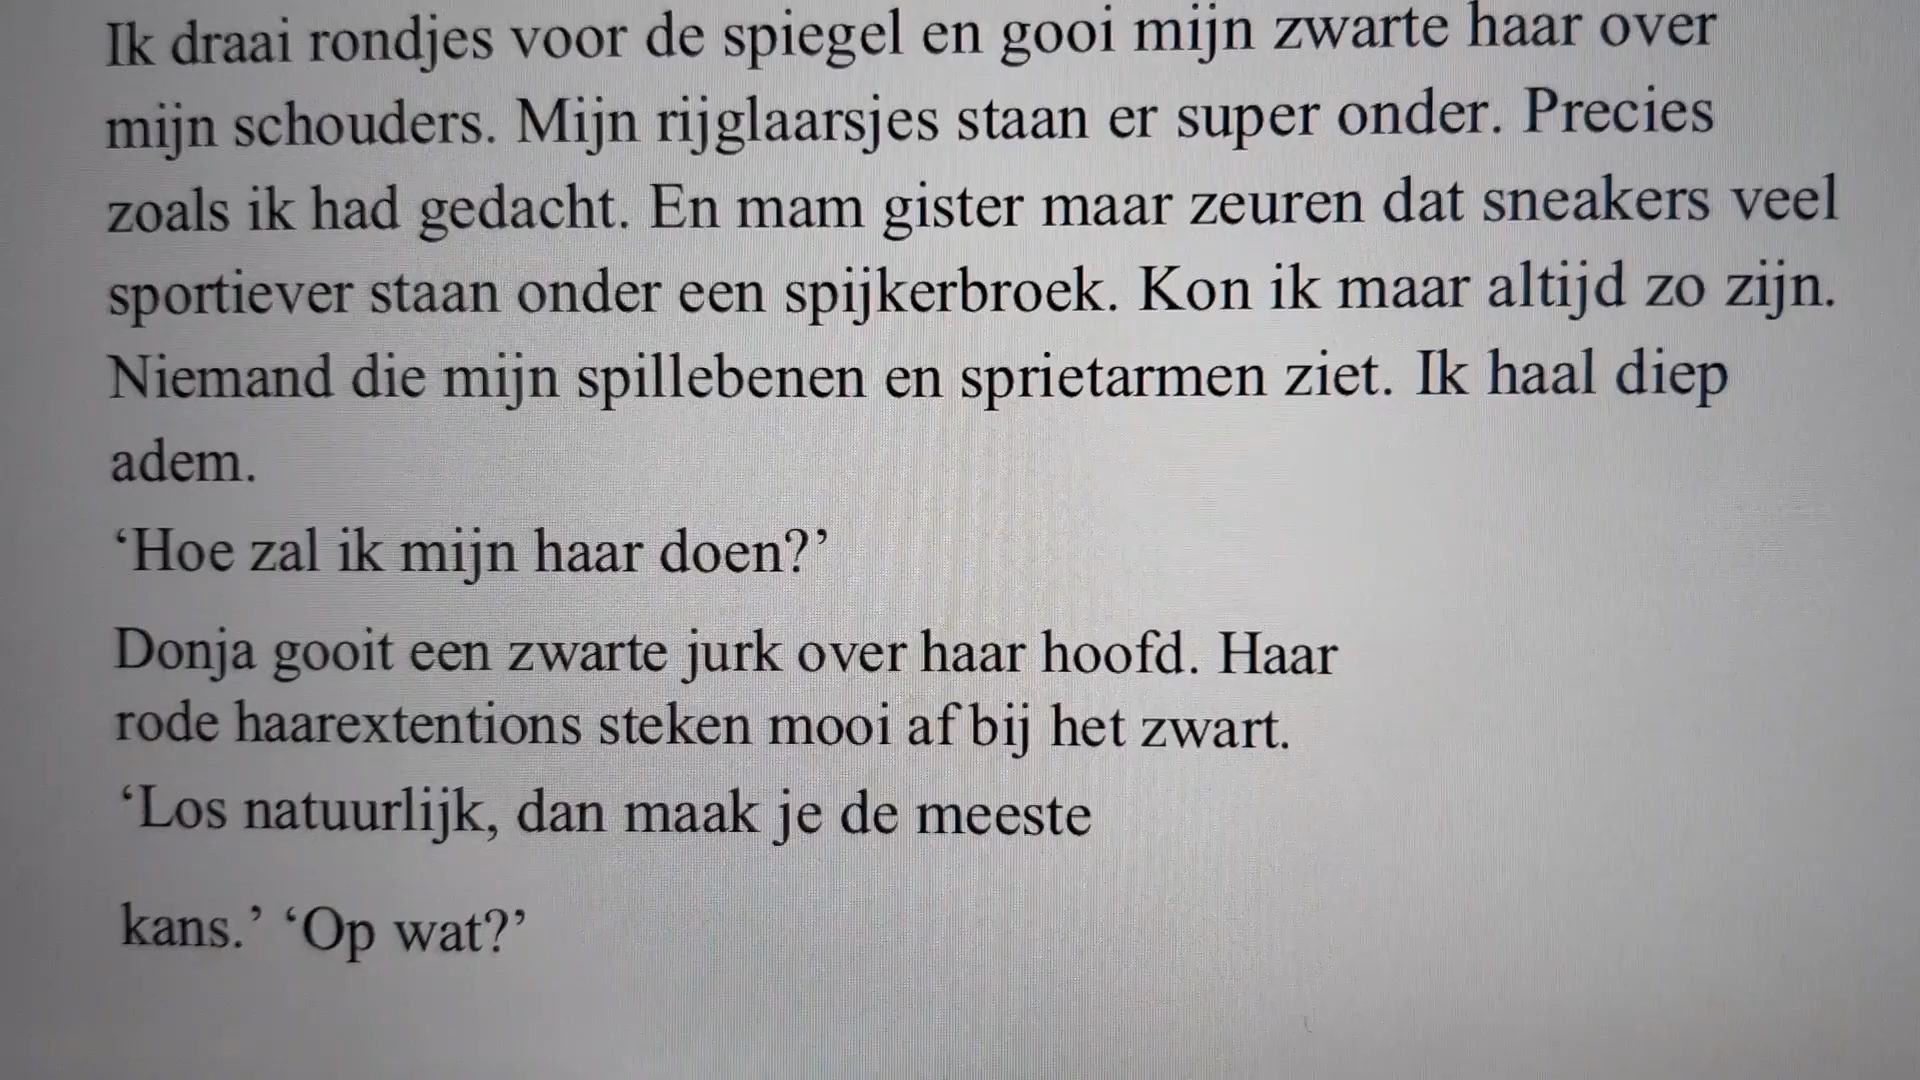 Ik draai rondjes voor de spiegel en gooi mijn zwarte haar over
mijn schouders. Mijn rijglaarsjes staan er super onder. Precies
zoals ik had gedacht. En mam gister maar zeuren dat sneakers veel
sportiever staan onder een spijkerbroek. Kon ik maar altijd zo zijn.
Niemand die mijn spillebenen en sprietarmen ziet. Ik haal diep
adem.
‘Hoe zal ik mijn haar doen?’
Donja gooit een zwarte jurk over haar hoofd. Haar
rode haarextentions steken mooi af bij het zwart.
‘Los natuurlijk, dan maak je de meeste
kans.’ ‘Op wat?’